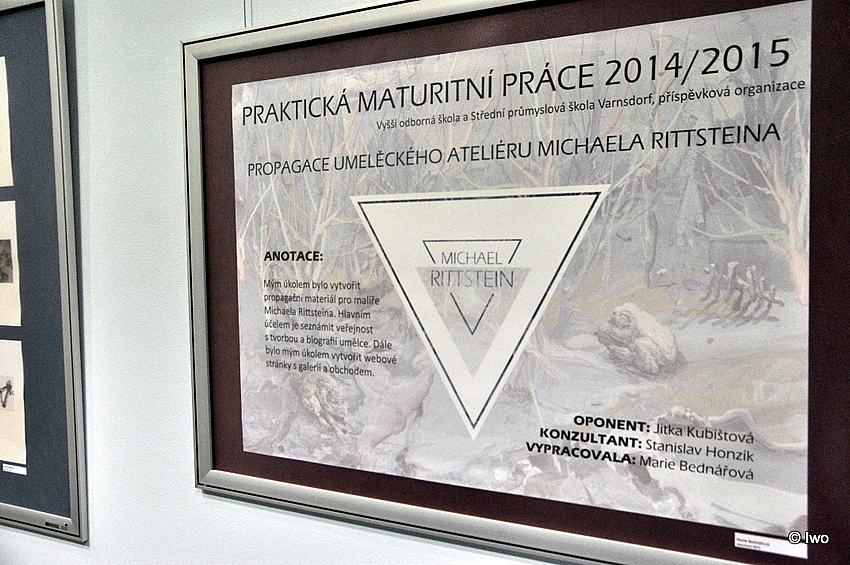 PRAKTICKÁ MATURITNÍ PRÁCE 2014/2015
Vyšší odborná škola a Střední průmyslová škola Varnsdorf, příspěvková organizace
PROPAGACE UMELĚCKÉHO ATELIÉRU MICHAELA RITTSTEINA
MICHAEL
RITTSTEIN
ANOTACE:
Mým úkolem bylo vytvořit
propagační materiál pro malíře
Michaela Rittsteina. Hlavním
účelem je seznámit veřejnost
s tvorbou a biografií umělce. Dále
bylo mým úkolem vytvořit webové
stránky s galerií a obchodem.
OPONENT: Jitka Kubištová
KONZULTANT: Stanislav Honzík
VYPRACOVALA: Marie Bednářová
© Iwo